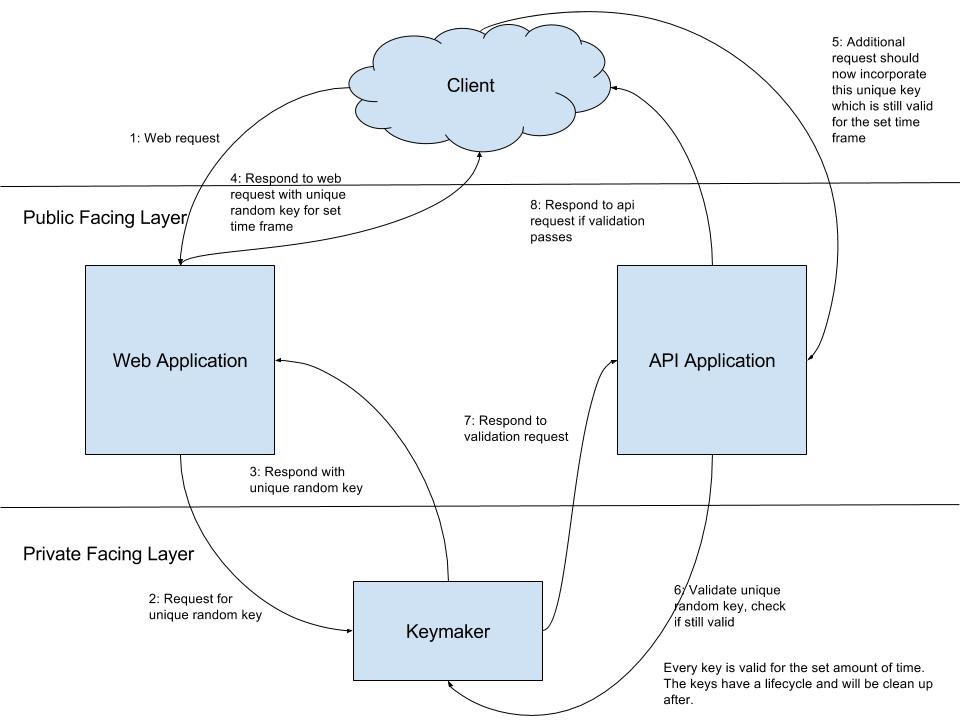 Client
5: Additional
request should
now incorporate
this unique key
which is still valid
for the set time
frame
1: Web request
4: Respond to web
request with unique
random key for set
time frame
Public Facing Layer
8: Respond to api
request if validation
passes
Web Application
API Application
7: Respond to
validation request
3: Respond with
unique random key
Private Facing Layer
2: Request for
unique random key
Keymaker
6: Validate unique
random key, check
if still valid
Every key is valid for the set amount of time.
The keys have a lifecycle and will be clean up
after.